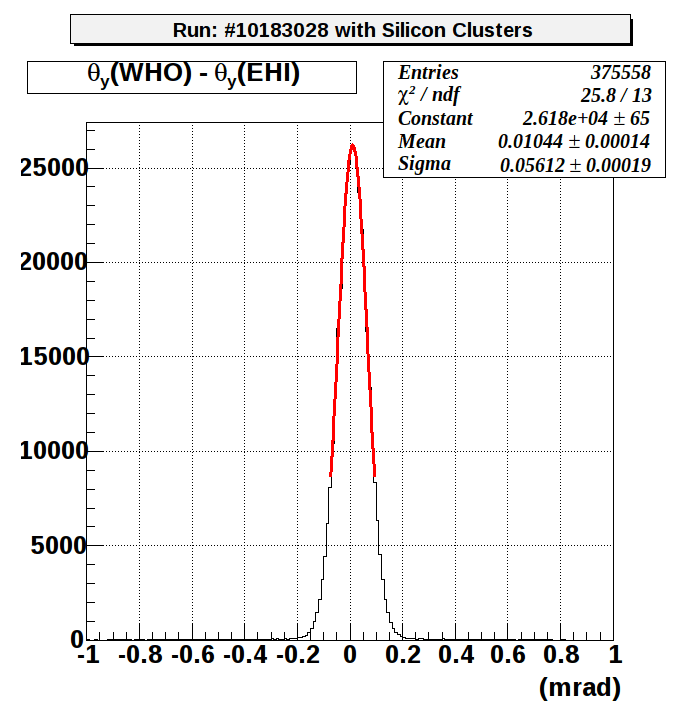 Run: #10183028 with Silicon Clusters
θy(WHO) - θy(EHI)
Entries 375558
χ² / ndf 25.8 / 13
Constant 2.618e+04 ± 65
Mean 0.01044 ± 0.00014
Sigma 0.05612 ± 0.00019
25000
20000
15000
10000
5000
0
-1 -0.8 -0.6 -0.4 -0.2 0 0.2 0.4 0.6 0.8 1
(mrad)